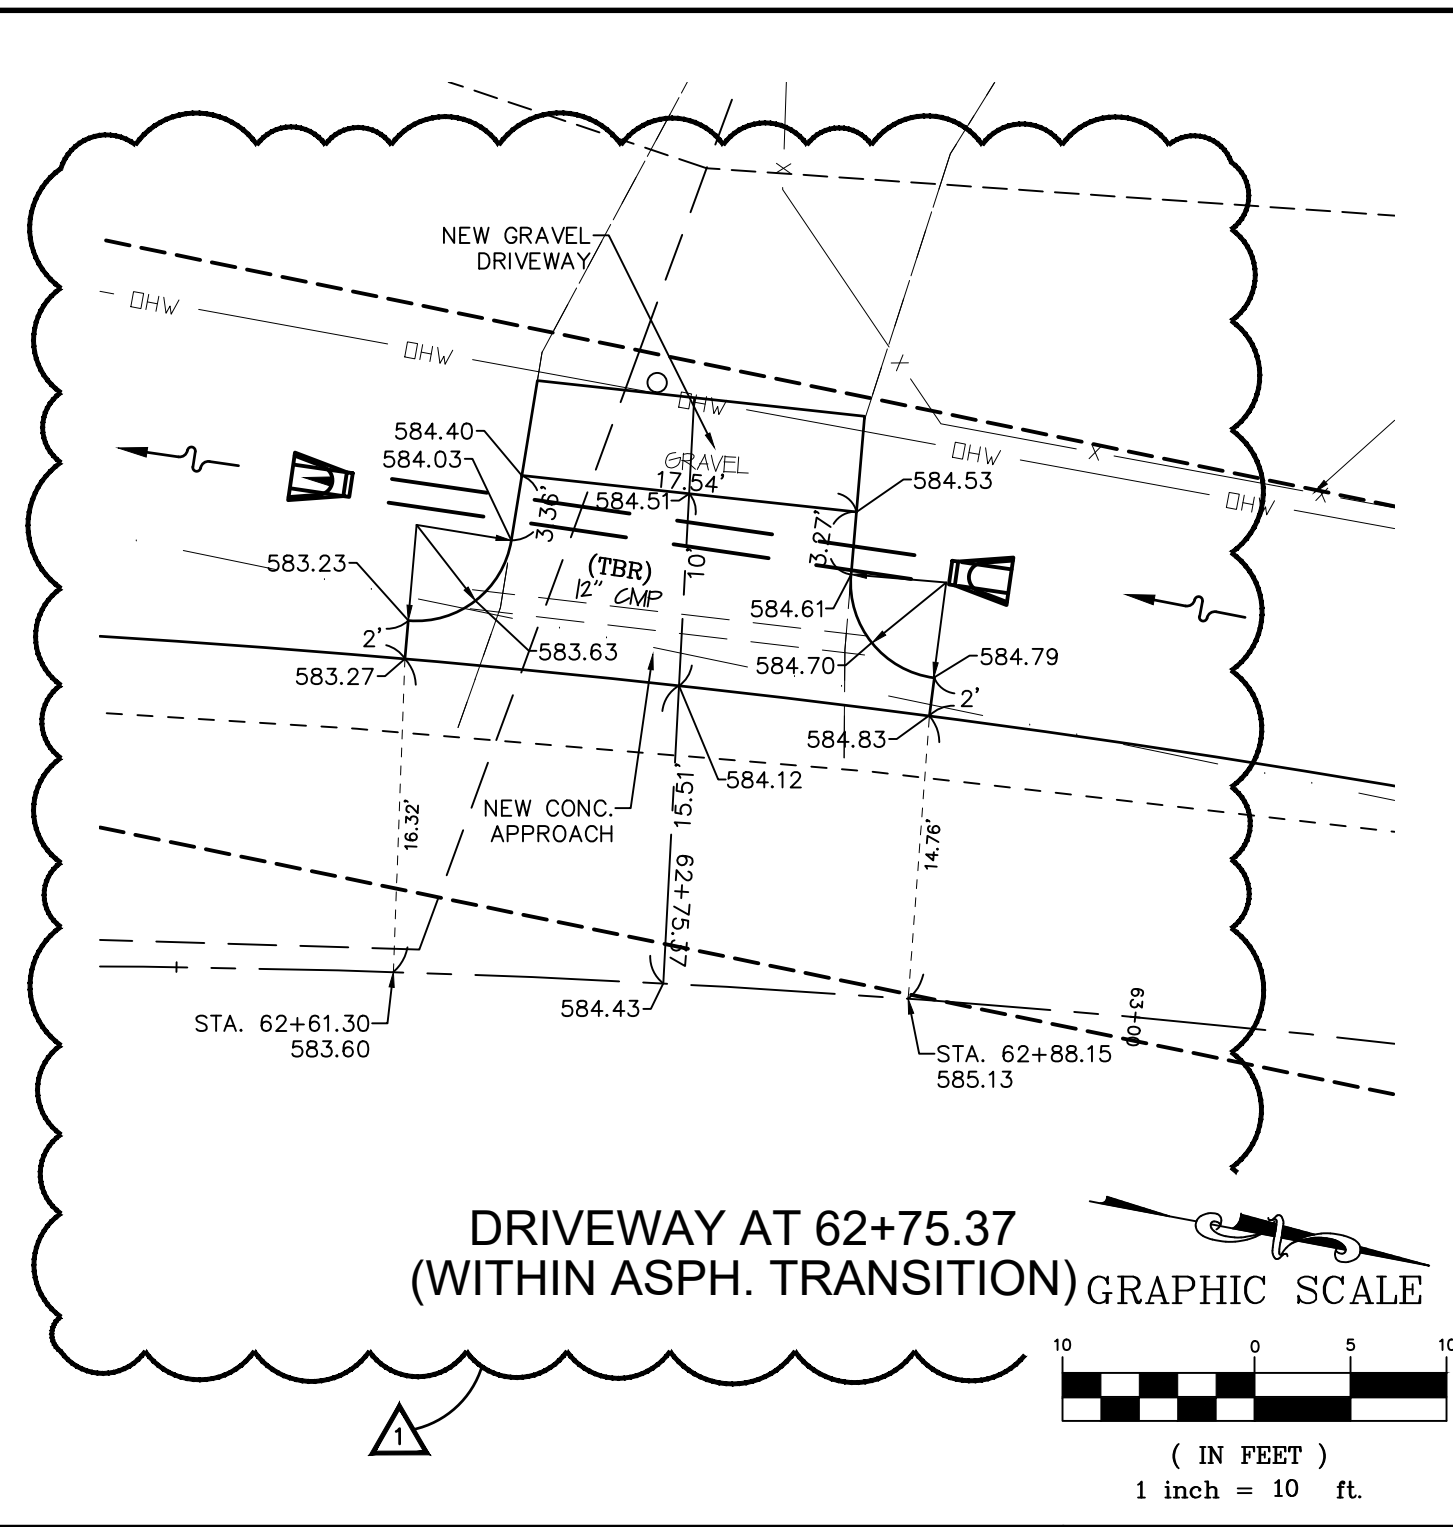 NEW GRAVEL
DRIVEWAY
OHW
OHW
OHW
OHW
OHW
584.40
584.03
GRAVEL
17.54'
584.51
584.53
3.36'
3.27'
583.23
(TBR)
12" CMP
10'
584.61
2'
583.63
584.70
584.79
583.27
2'
584.83
584.12
NEW CONC.
APPROACH
16.32'
15.51'
14.76'
62+75.37
584.43
STA. 62+61.30
583.60
63+00
STA. 62+88.15
585.13
DRIVEWAY AT 62+75.37
(WITHIN ASPH. TRANSITION)
GRAPHIC SCALE
10 0 5 10
( IN FEET )
1 inch = 10 ft.
1